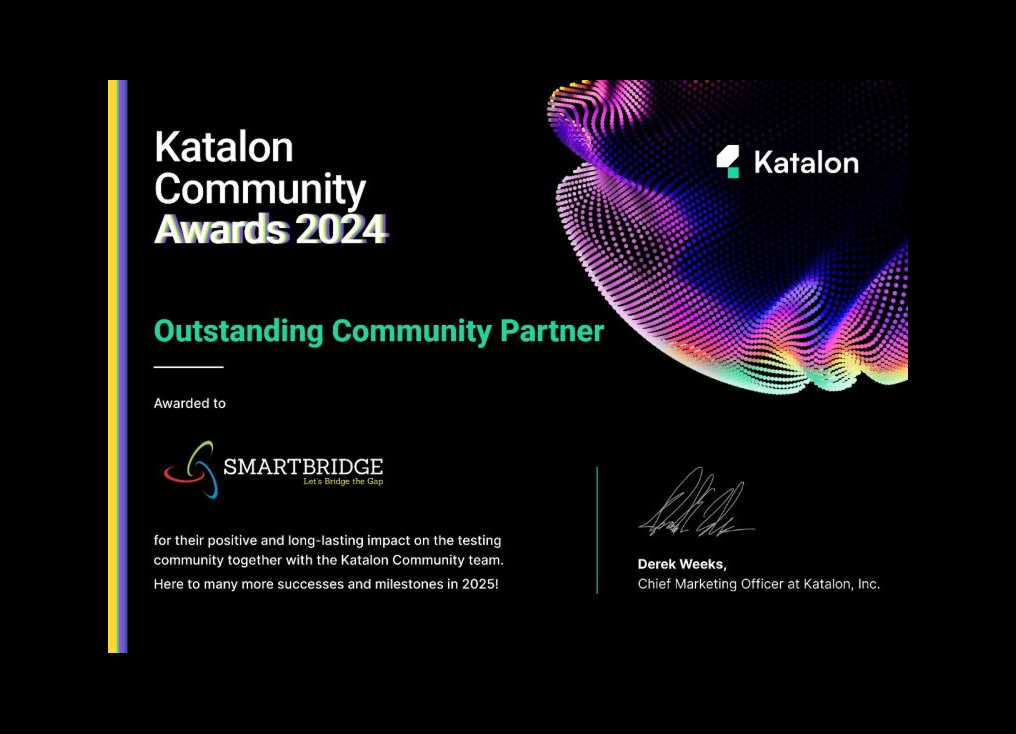 Katalon
Community
Awards 2024
Katalon
Outstanding Community Partner
Awarded to
SMARTBRIDGE
Let's Bridge the Gap
for their positive and long-lasting impact on the testing
community together with the Katalon Community team.
Here to many more successes and milestones in 2025!
Derek Weeks,
Chief Marketing Officer at Katalon, Inc.